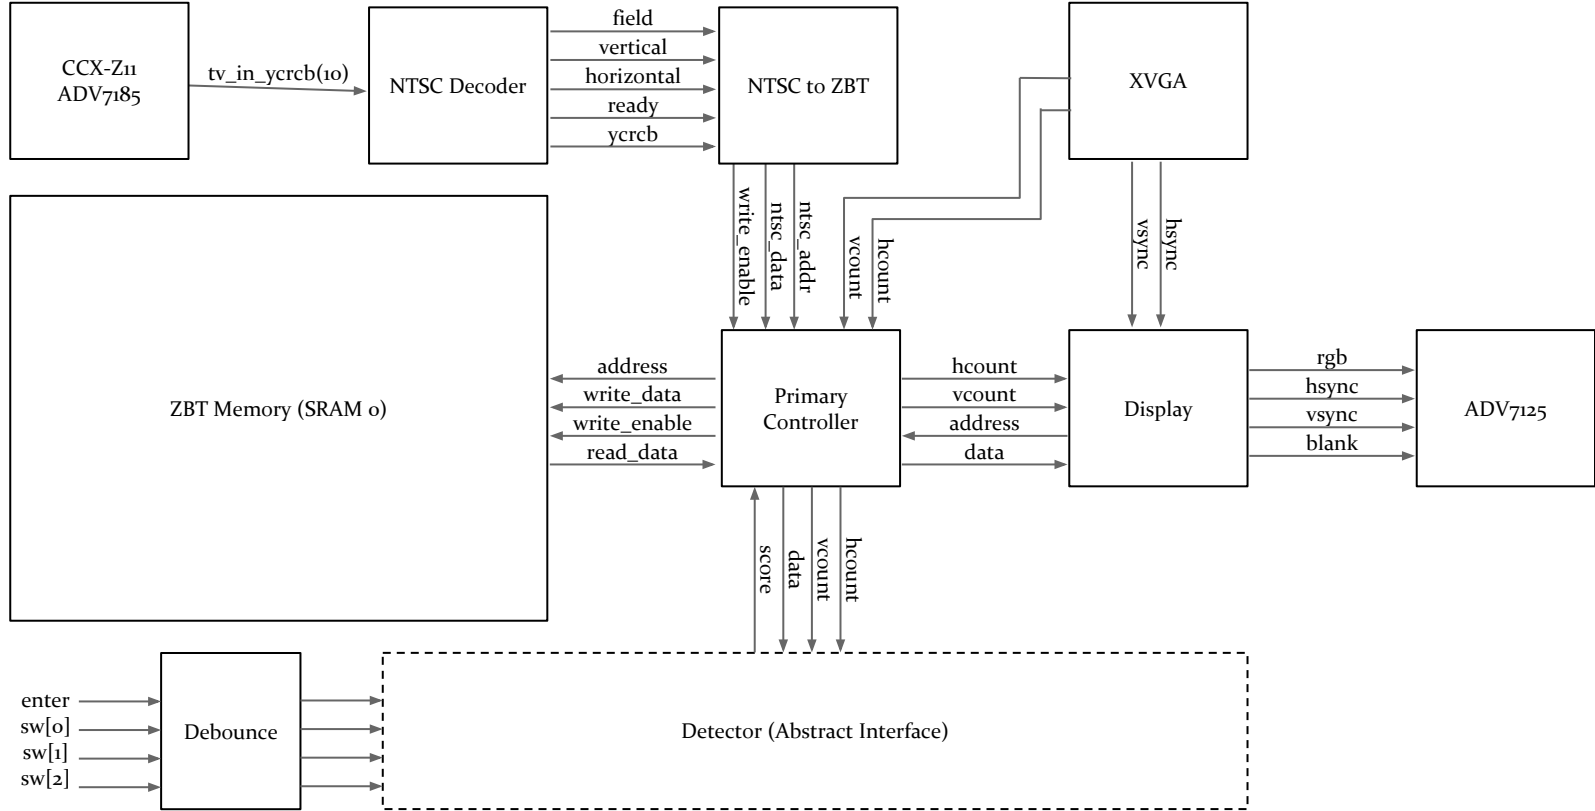 CCX-Z11
ADV7185
tv_in_ycrcb(10)
NTSC Decoder
field
vertical
horizontal
ready
ycrcb
NTSC to ZBT
XVGA
write_enable
ntsc_data
ntsc_addr
vcount
hcount
vsync
hsync
ZBT Memory (SRAM 0)
address
write_data
write_enable
read_data
Primary
Controller
hcount
vcount
address
data
Display
rgb
hsync
vsync
blank
ADV7125
score
data
vcount
hcount
enter
sw[0]
sw[1]
sw[2]
Debounce
Detector (Abstract Interface)